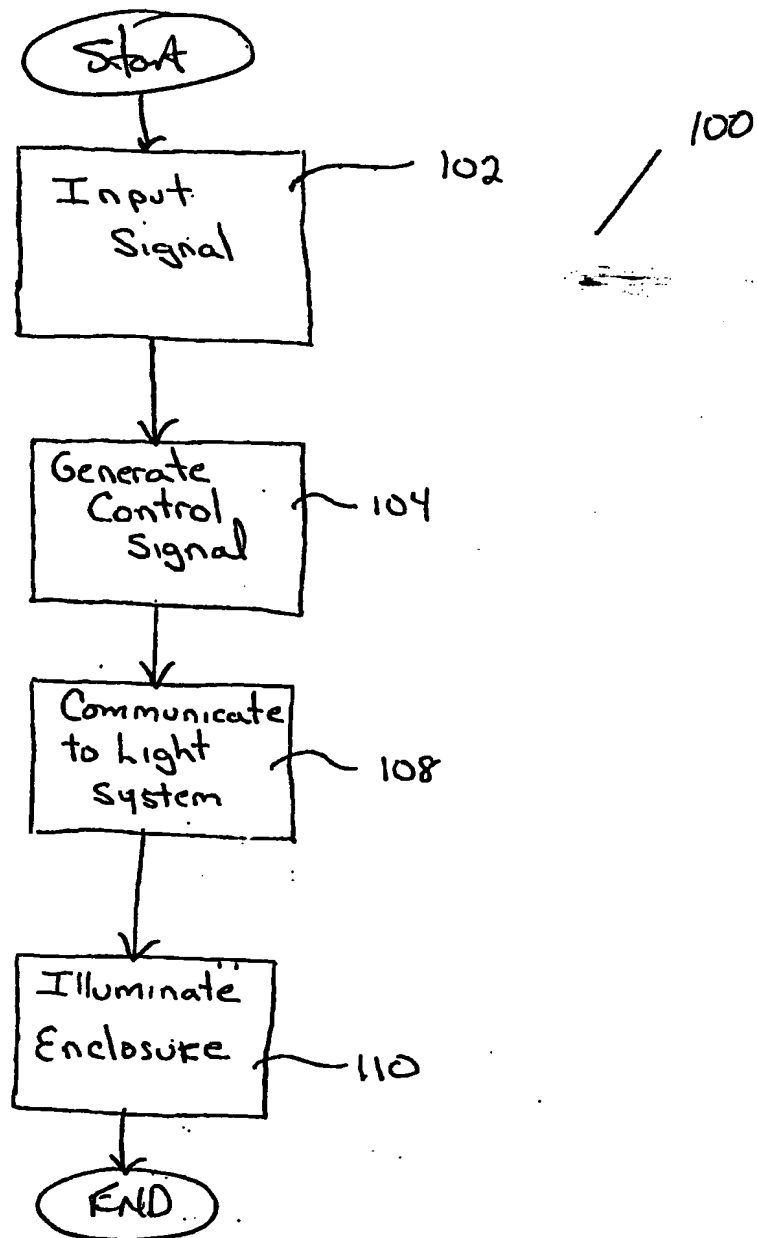 Start
100
Input
Signal
102
Generate
Control
Signal
104
Communicate
to Light
System
108
Illuminate
Enclosure
110
END